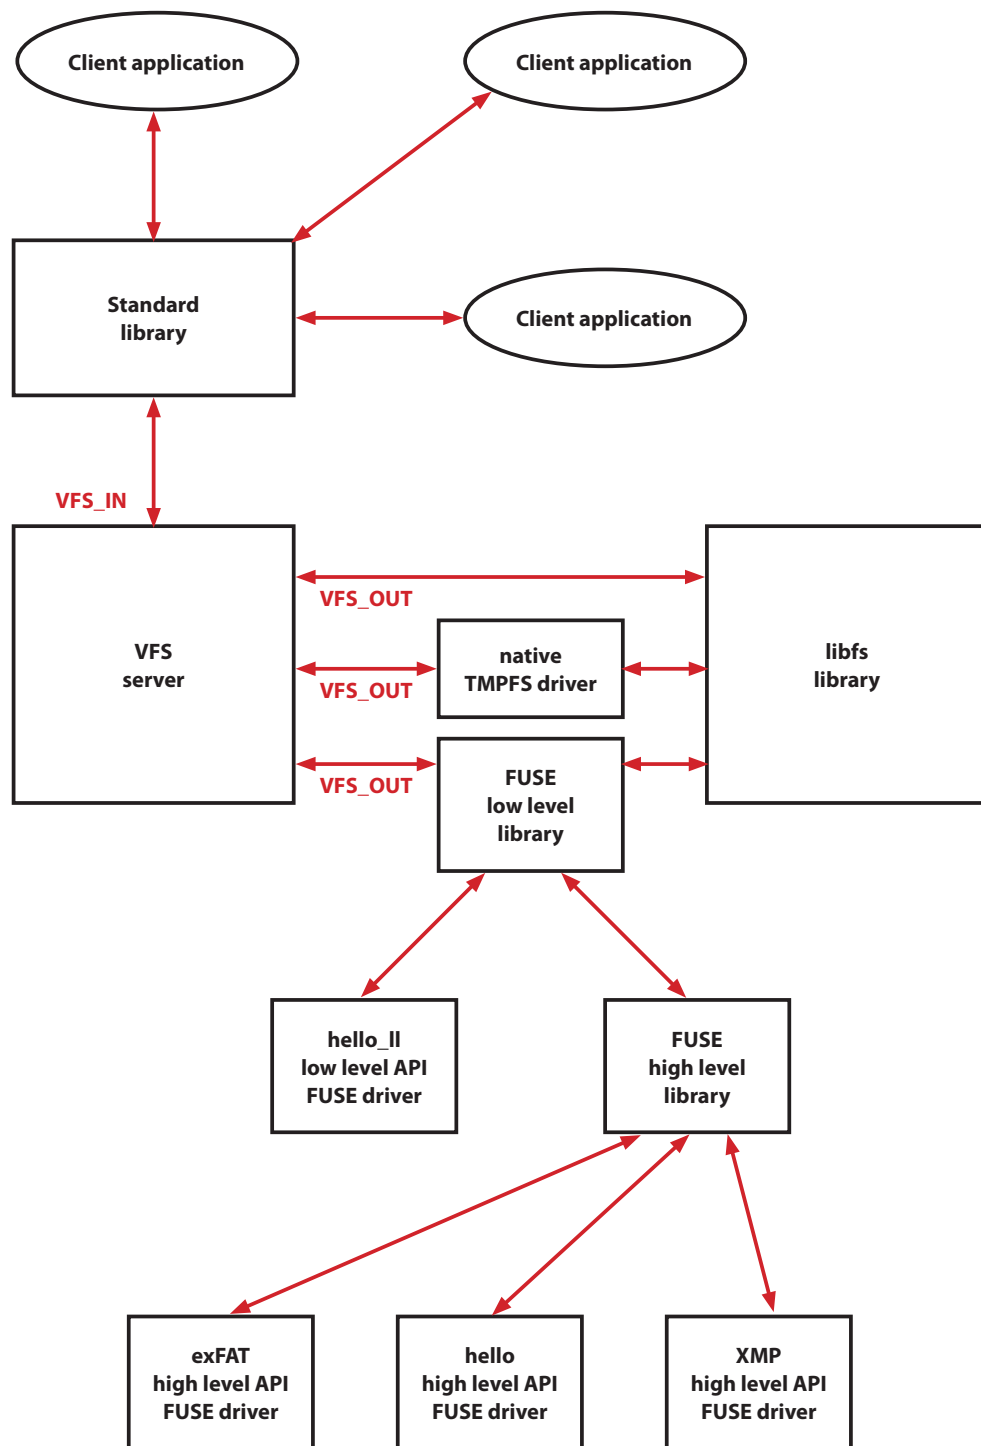 Client application
Client application
Standard
library
Client application
VFS_IN
VFS
server
VFS_OUT
native
TMPFS driver
VFS_OUT
libfs
library
FUSE
low level
library
VFS_OUT
hello_ll
low level API
FUSE driver
FUSE
high level
library
exFAT
high level API
FUSE driver
hello
high level API
FUSE driver
XMP
high level API
FUSE driver